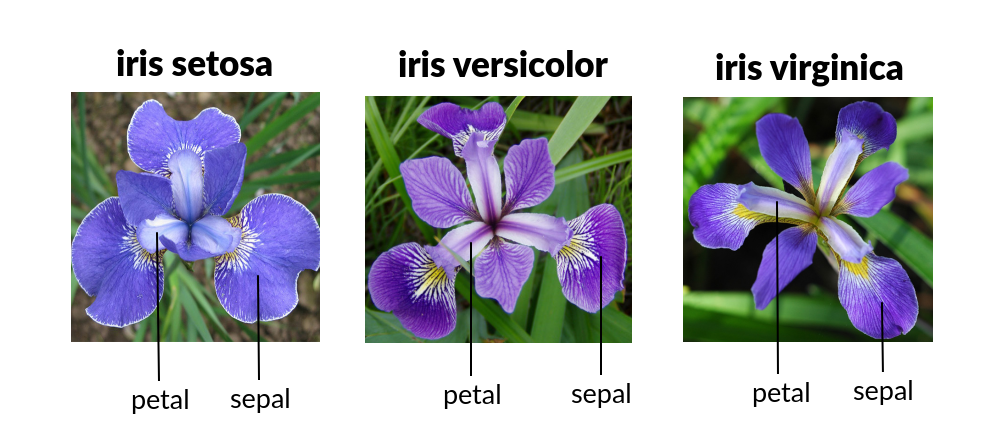 iris setosa
iris versicolor
iris virginica
petal
sepal
petal
sepal
petal
sepal